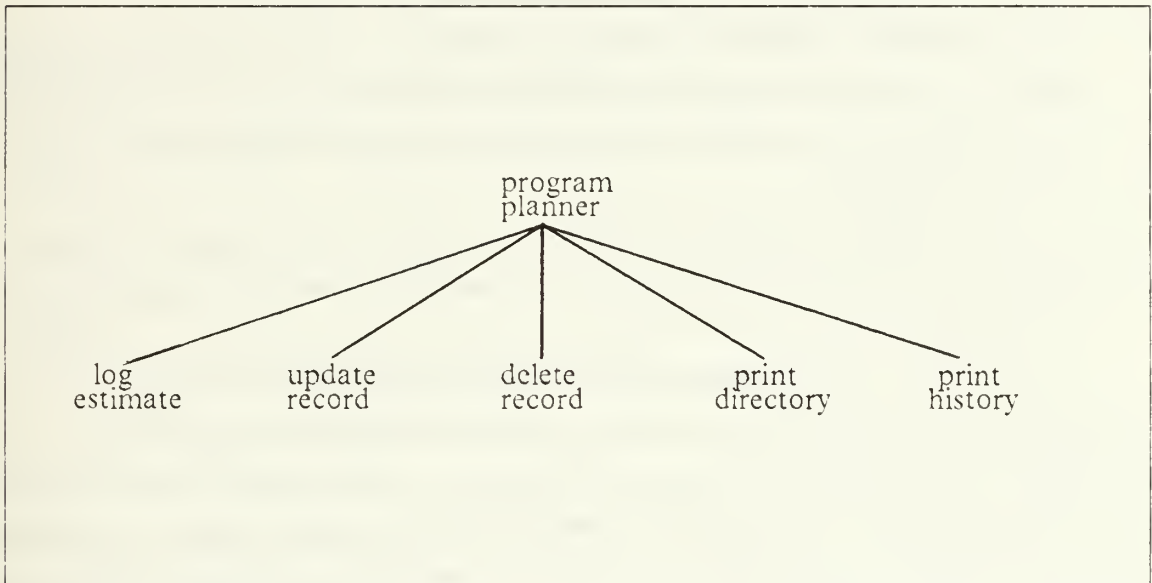 program
planner
log
estimate
update
record
delete
record
print
directory
print
history